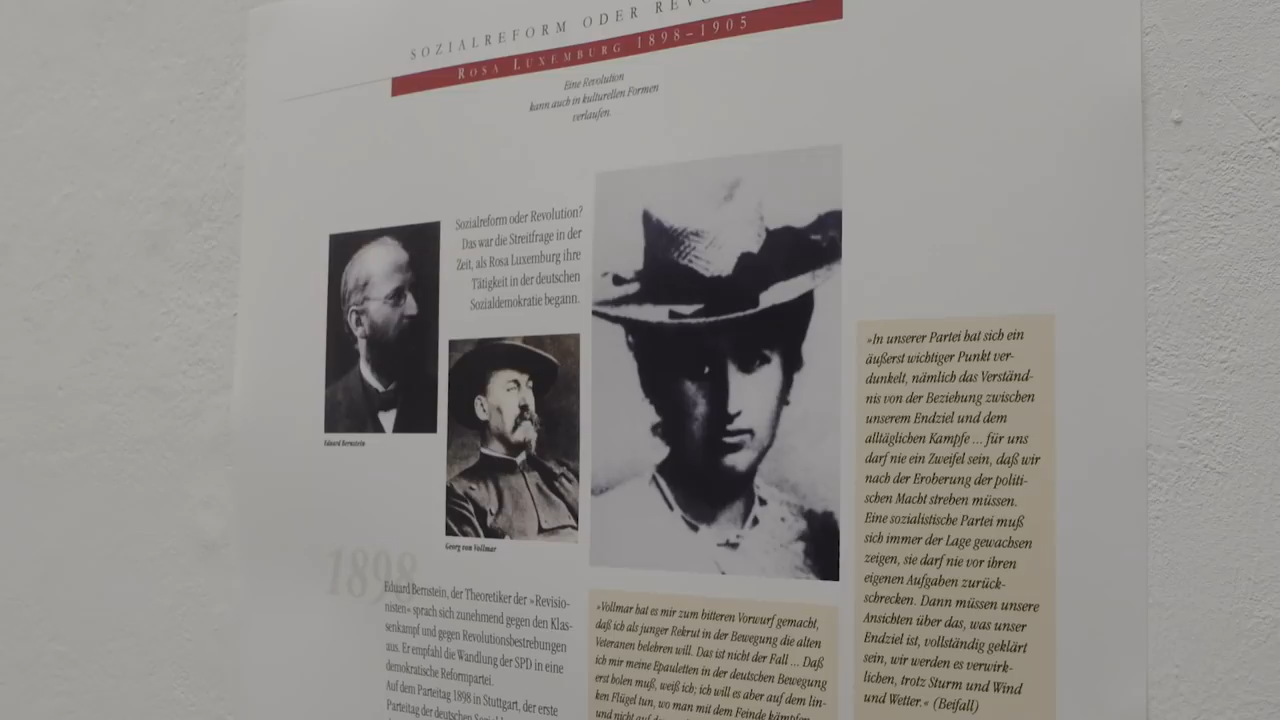 SOZIALREFORM ODER
ROSA LUXEMBURG 1898–1905
Eine Revolution
kann auch in kulturellen Formen
verlaufen.
Sozialreform oder Revolution?
Das war die Streitfrage in der
Zeit, als Rosa Luxemburg ihre
Tätigkeit in der deutschen
Sozialdemokratie begann.
Eduard Bernstein
Georg von Vollmar
1898
Eduard Bernstein, der Theoretiker der »Revisio-
nisten« sprach sich zunehmend gegen den Klas-
senkampf und gegen Revolutionsbestrebungen
aus. Er empfahl die Wandlung der SPD in eine
demokratische Reformpartei.
Auf dem Parteitag 1898 in Stuttgart, der erste
Parteitag der deutschen
»Vollmar hat es mir zum bitteren Vorwurf gemacht,
daß ich als junger Rekrut in der Bewegung die alten
Veteranen belehren will. Das ist nicht der Fall ... Daß
ich mir meine Epauletten in der deutschen Bewegung
erst holen muß, weiß ich; ich will es aber auf dem lin-
ken Flügel tun, wo man mit dem Feinde kämpfen
und nicht auf
»In unserer Partei hat sich ein
äußerst wichtiger Punkt ver-
dunkelt, nämlich das Verständ-
nis von der Beziehung zwischen
unserem Endziel und dem
alltäglichen Kampfe ... für uns
darf nie ein Zweifel sein, daß wir
nach der Eroberung der politi-
schen Macht streben müssen.
Eine sozialistische Partei muß
sich immer der Lage gewachsen
zeigen, sie darf nie vor ihren
eigenen Aufgaben zurück-
schrecken. Dann müssen unsere
Ansichten über das, was unser
Endziel ist, vollständig geklärt
sein, wir werden es verwirk-
lichen, trotz Sturm und Wind
und Wetter.« (Beifall)